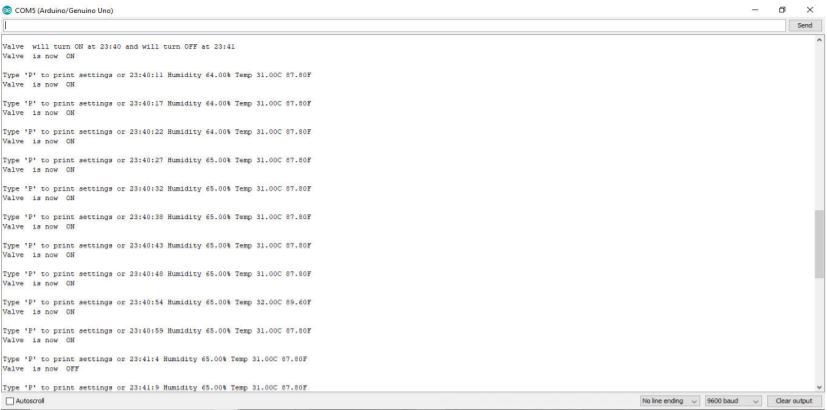 COM5 (Arduino/Genuino Uno)
Send
Valve  will turn ON at 23:40 and will turn OFF at 23:41
Valve  is now  ON
Type 'P' to print settings or 23:40:11 Humidity 64.00% Temp 31.00C 87.80F
Valve  is now  ON
Type 'P' to print settings or 23:40:17 Humidity 64.00% Temp 31.00C 87.80F
Valve  is now  ON
Type 'P' to print settings or 23:40:22 Humidity 64.00% Temp 31.00C 87.80F
Valve  is now  ON
Type 'P' to print settings or 23:40:27 Humidity 65.00% Temp 31.00C 87.80F
Valve  is now  ON
Type 'P' to print settings or 23:40:32 Humidity 65.00% Temp 31.00C 87.80F
Valve  is now  ON
Type 'P' to print settings or 23:40:38 Humidity 65.00% Temp 31.00C 87.80F
Valve  is now  ON
Type 'P' to print settings or 23:40:43 Humidity 65.00% Temp 31.00C 87.80F
Valve  is now  ON
Type 'P' to print settings or 23:40:48 Humidity 65.00% Temp 31.00C 87.80F
Valve  is now  ON
Type 'P' to print settings or 23:40:54 Humidity 65.00% Temp 32.00C 89.60F
Valve  is now  ON
Type 'P' to print settings or 23:40:59 Humidity 65.00% Temp 31.00C 87.80F
Valve  is now  ON
Type 'P' to print settings or 23:41:4 Humidity 65.00% Temp 31.00C 87.80F
Valve  is now  OFF
Type 'P' to print settings or 23:41:9 Humidity 65.00% Temp 31.00C 87.80F
Autoscroll
No line ending
9600 baud
Clear output